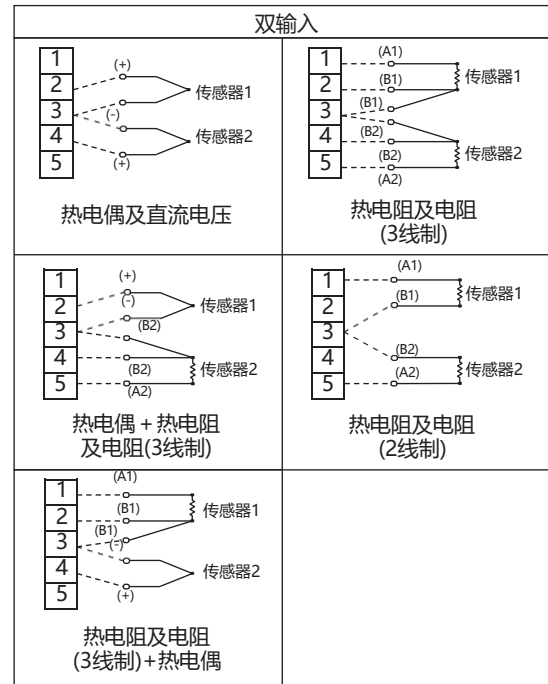 双输入
1
2
3
4
5
(+)
(-)
(+)
传感器1
传感器2
热电偶及直流电压
1
2
3
4
5
(A1)
(B1)
(B1)
(B2)
(B2)
(A2)
传感器1
传感器2
热电阻及电阻
(3线制)
1
2
3
4
5
(+)
(-)
(B2)
(B2)
(A2)
传感器1
传感器2
热电偶 + 热电阻
及电阻(3线制)
1
2
3
4
5
(A1)
(B1)
(B2)
(A2)
传感器1
传感器2
热电阻及电阻
(2线制)
1
2
3
4
5
(A1)
(B1)
(B1)
(-)
(+)
传感器1
传感器2
热电阻及电阻
(3线制)+热电偶